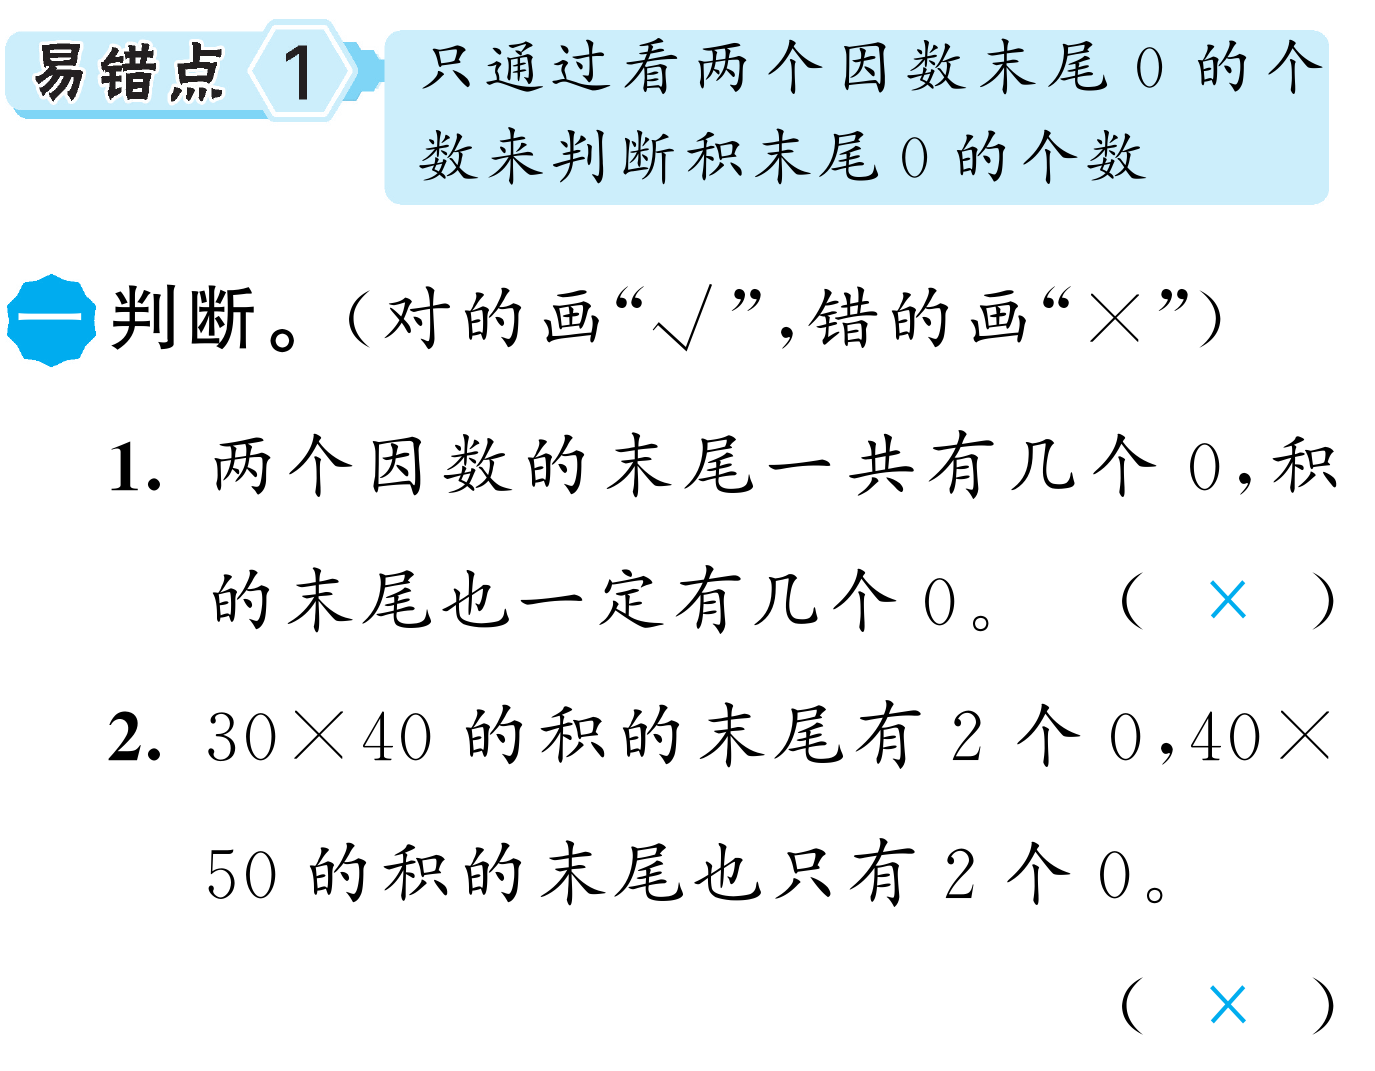 易错点 1 只通过看两个因数末尾 0 的个
数来判断积末尾 0 的个数
一 判断。(对的画“√”,错的画“×”)
1. 两个因数的末尾一共有几个 0,积
的末尾也一定有几个 0。 ( × )
2. 30×40 的积的末尾有 2 个 0,40×
50 的积的末尾也只有 2 个 0。
( × )